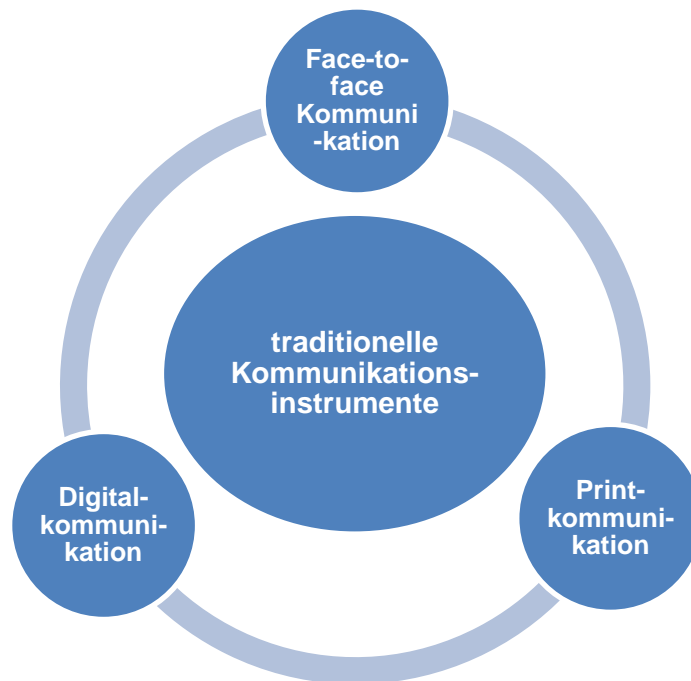 Face-to-
face
Kommuni
-kation
traditionelle
Kommunikations-
instrumente
Digital-
kommuni-
kation
Print-
kommuni-
kation